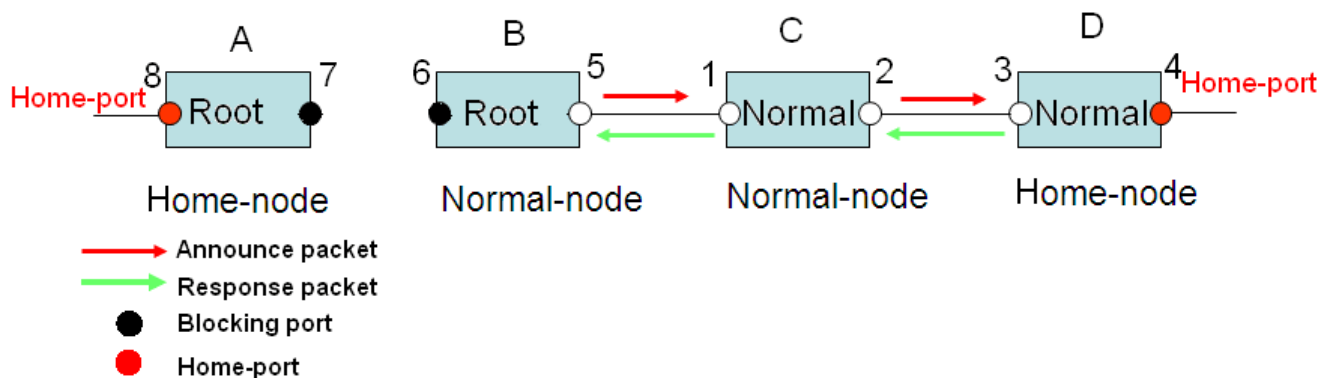 A
B
C
D
8
7
6
5
1
2
3
4
Home-port
Root
Root
Normal
Normal
Home-port
Home-node
Normal-node
Normal-node
Home-node
Announce packet
Response packet
Blocking port
Home-port